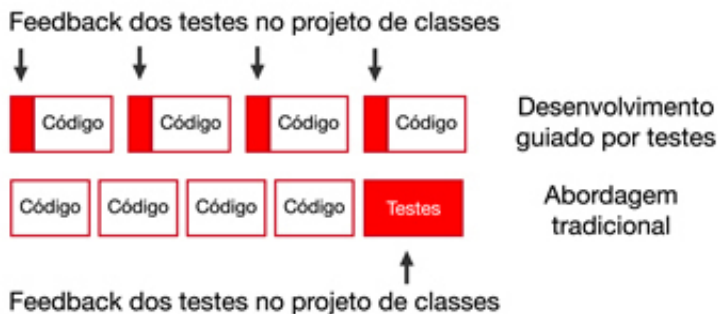 Feedback dos testes no projeto de classes
Código Código Código Código
Desenvolvimento
guiado por testes
Código Código Código Código Testes
Abordagem
tradicional
Feedback dos testes no projeto de classes